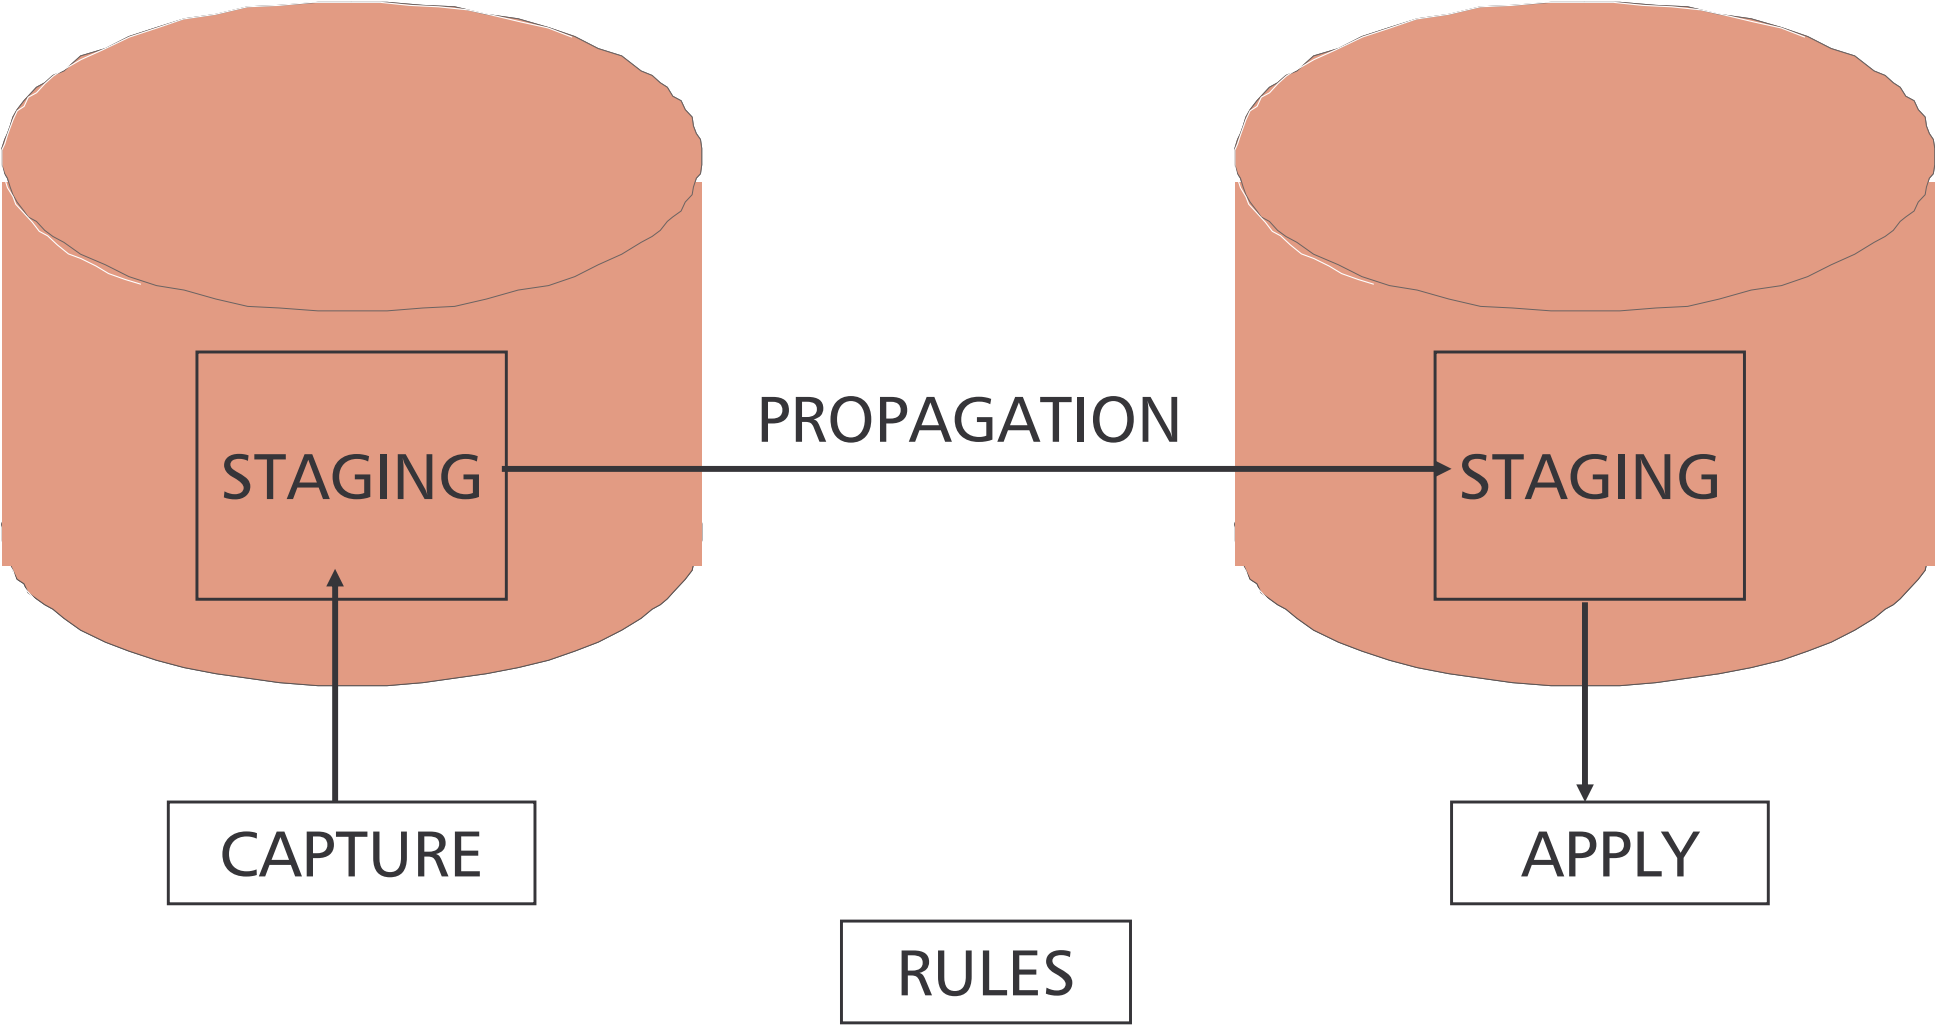 PROPAGATION
STAGING
STAGING
CAPTURE
APPLY
RULES